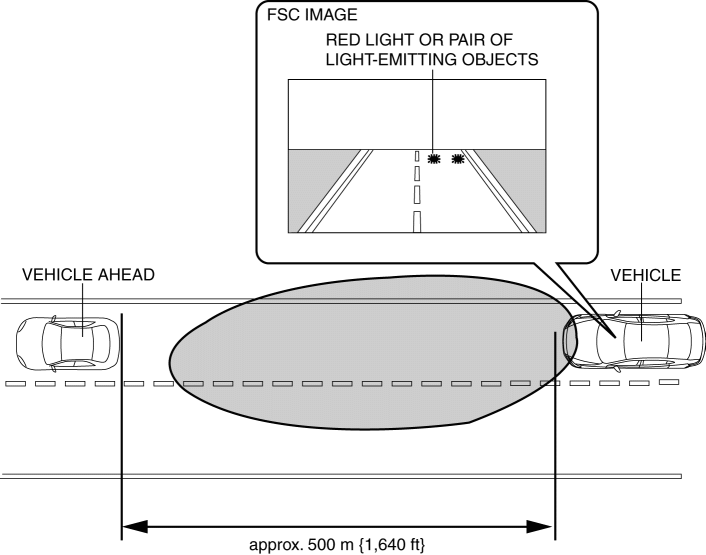 FSC IMAGE
RED LIGHT OR PAIR OF
LIGHT-EMITTING OBJECTS
VEHICLE AHEAD
VEHICLE
approx. 500 m {1,640 ft}